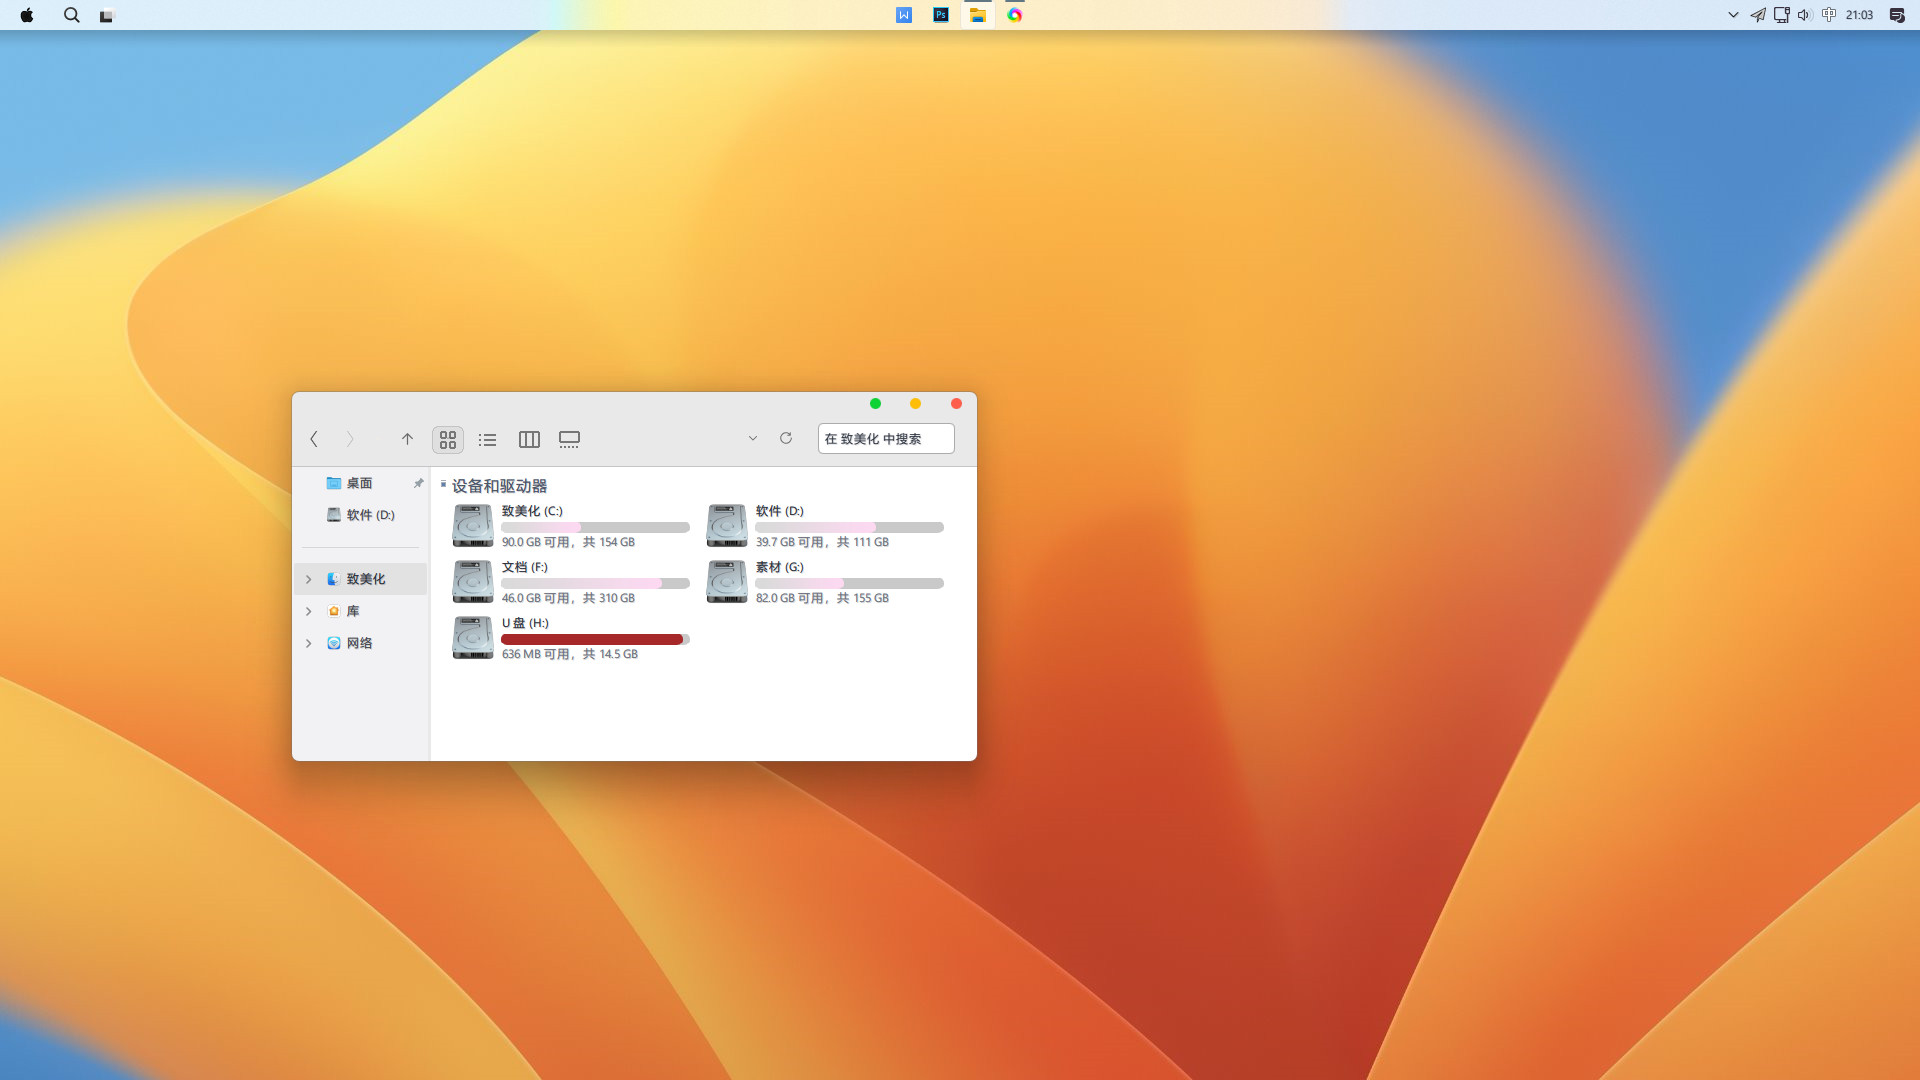 W
Ps
中
21:03
在 致美化 中搜索
桌面
软件 (D:)
致美化
库
网络
设备和驱动器
致美化 (C:)
90.0 GB 可用，共 154 GB
软件 (D:)
39.7 GB 可用，共 111 GB
文档 (F:)
46.0 GB 可用，共 310 GB
素材 (G:)
82.0 GB 可用，共 155 GB
U 盘 (H:)
636 MB 可用，共 14.5 GB